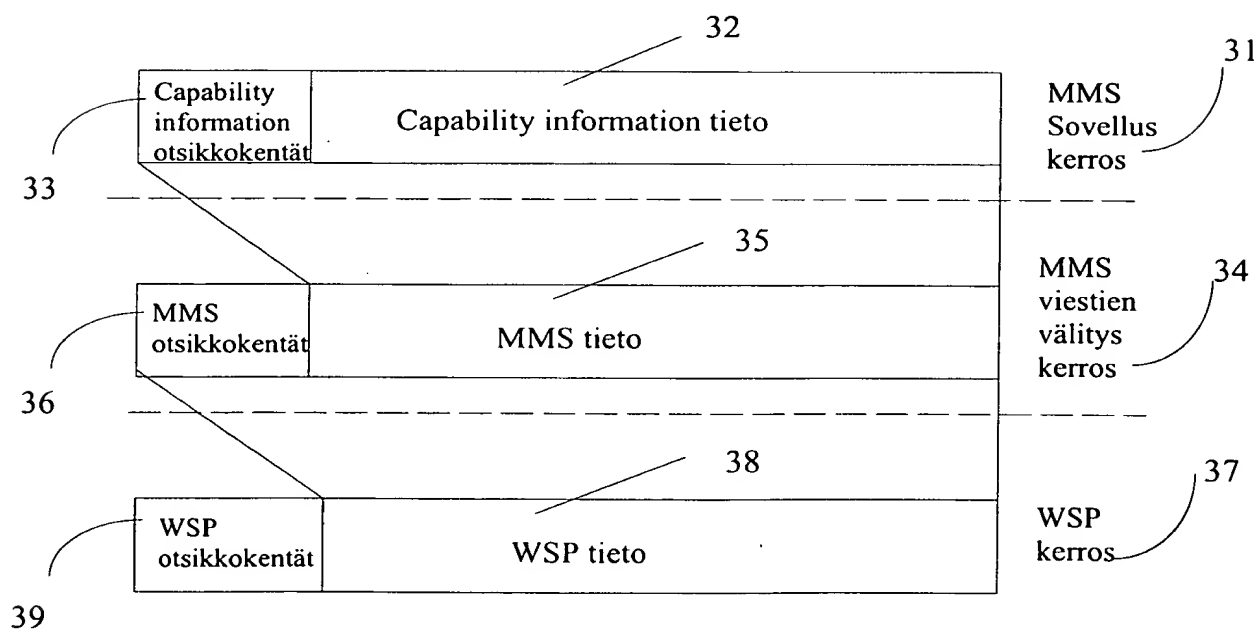 32
31
Capability
information
otsikkokentät
Capability information tieto
MMS
Sovellus
kerros
33
35
34
MMS
otsikkokentät
MMS tieto
MMS
viestien
välitys
kerros
36
38
37
WSP
otsikkokentät
WSP tieto
WSP
kerros
39